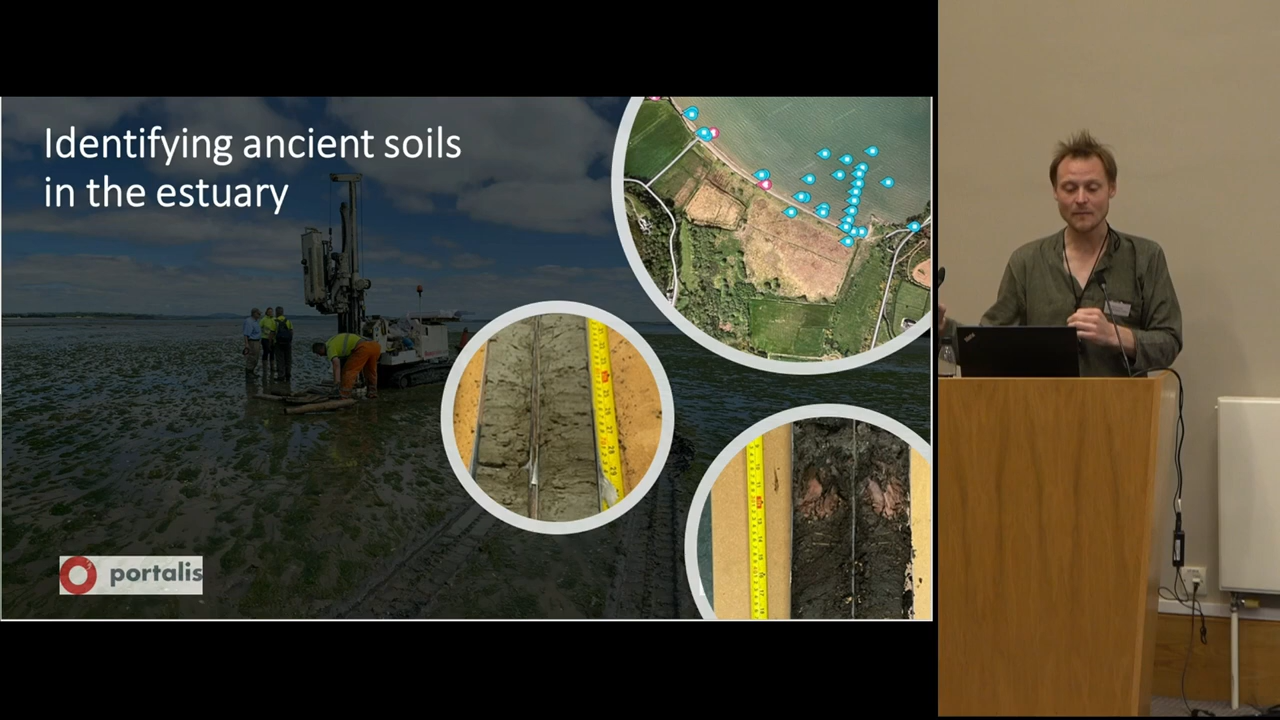 Identifying ancient soils
in the estuary
portalis